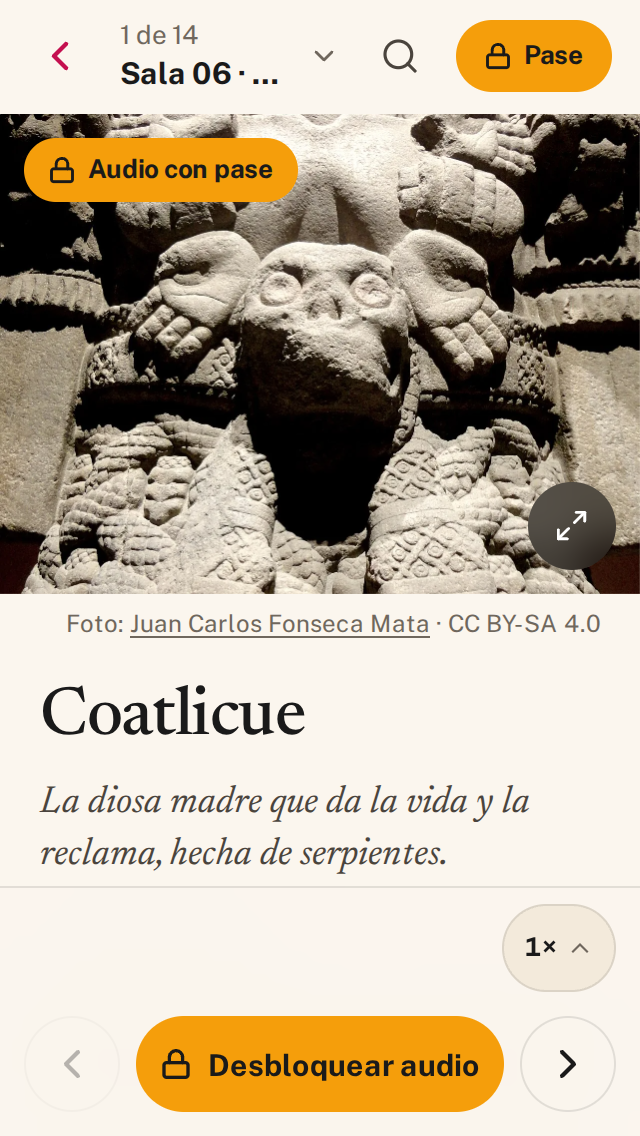 1 de 14
Sala 06 · ...
Pase
Audio con pase
Foto: Juan Carlos Fonseca Mata · CC BY-SA 4.0
Coatlicue
La diosa madre que da la vida y la
reclama, hecha de serpientes.
1×
Desbloquear audio